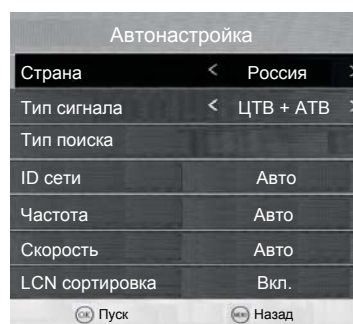 Автонастройка
Страна < Россия >
Тип сигнала < ЦТВ + АТВ >
Тип поиска
ID сети Авто
Частота Авто
Скорость Авто
LCN сортировка Вкл.
OK Пуск MENU Назад